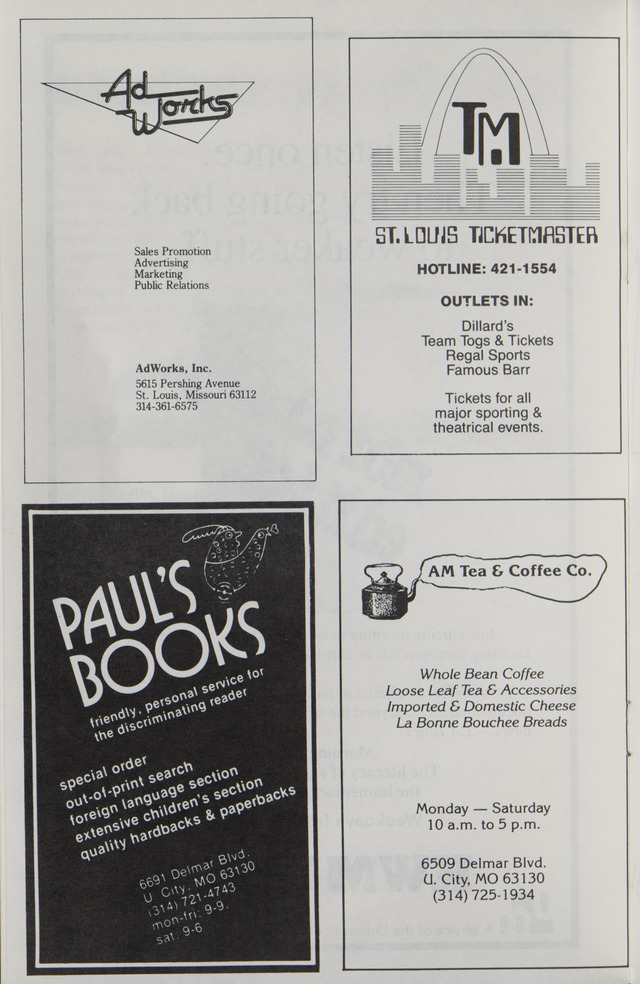 Ad
Works
Sales Promotion
Advertising
Marketing
Public Relations
AdWorks, Inc.
5615 Pershing Avenue
St. Louis, Missouri 63112
314-361-6575
TM
ST. LOUIS TICKETMASTER
HOTLINE: 421-1554
OUTLETS IN:
Dillard's
Team Togs & Tickets
Regal Sports
Famous Barr
Tickets for all
major sporting &
theatrical events.
PAUL'S
BOOKS
friendly, personal service for
the discriminating reader
special order
out-of-print search
foreign language section
extensive children's section
quality hardbacks & paperbacks
6691 Delmar Blvd.
U. City, MO 63130
(314) 721-4743
mon-fri: 9-9.
sat: 9-6
AM Tea & Coffee Co.
Whole Bean Coffee
Loose Leaf Tea & Accessories
Imported & Domestic Cheese
La Bonne Bouchee Breads
Monday — Saturday
10 a.m. to 5 p.m.
6509 Delmar Blvd.
U. City, MO 63130
(314) 725-1934